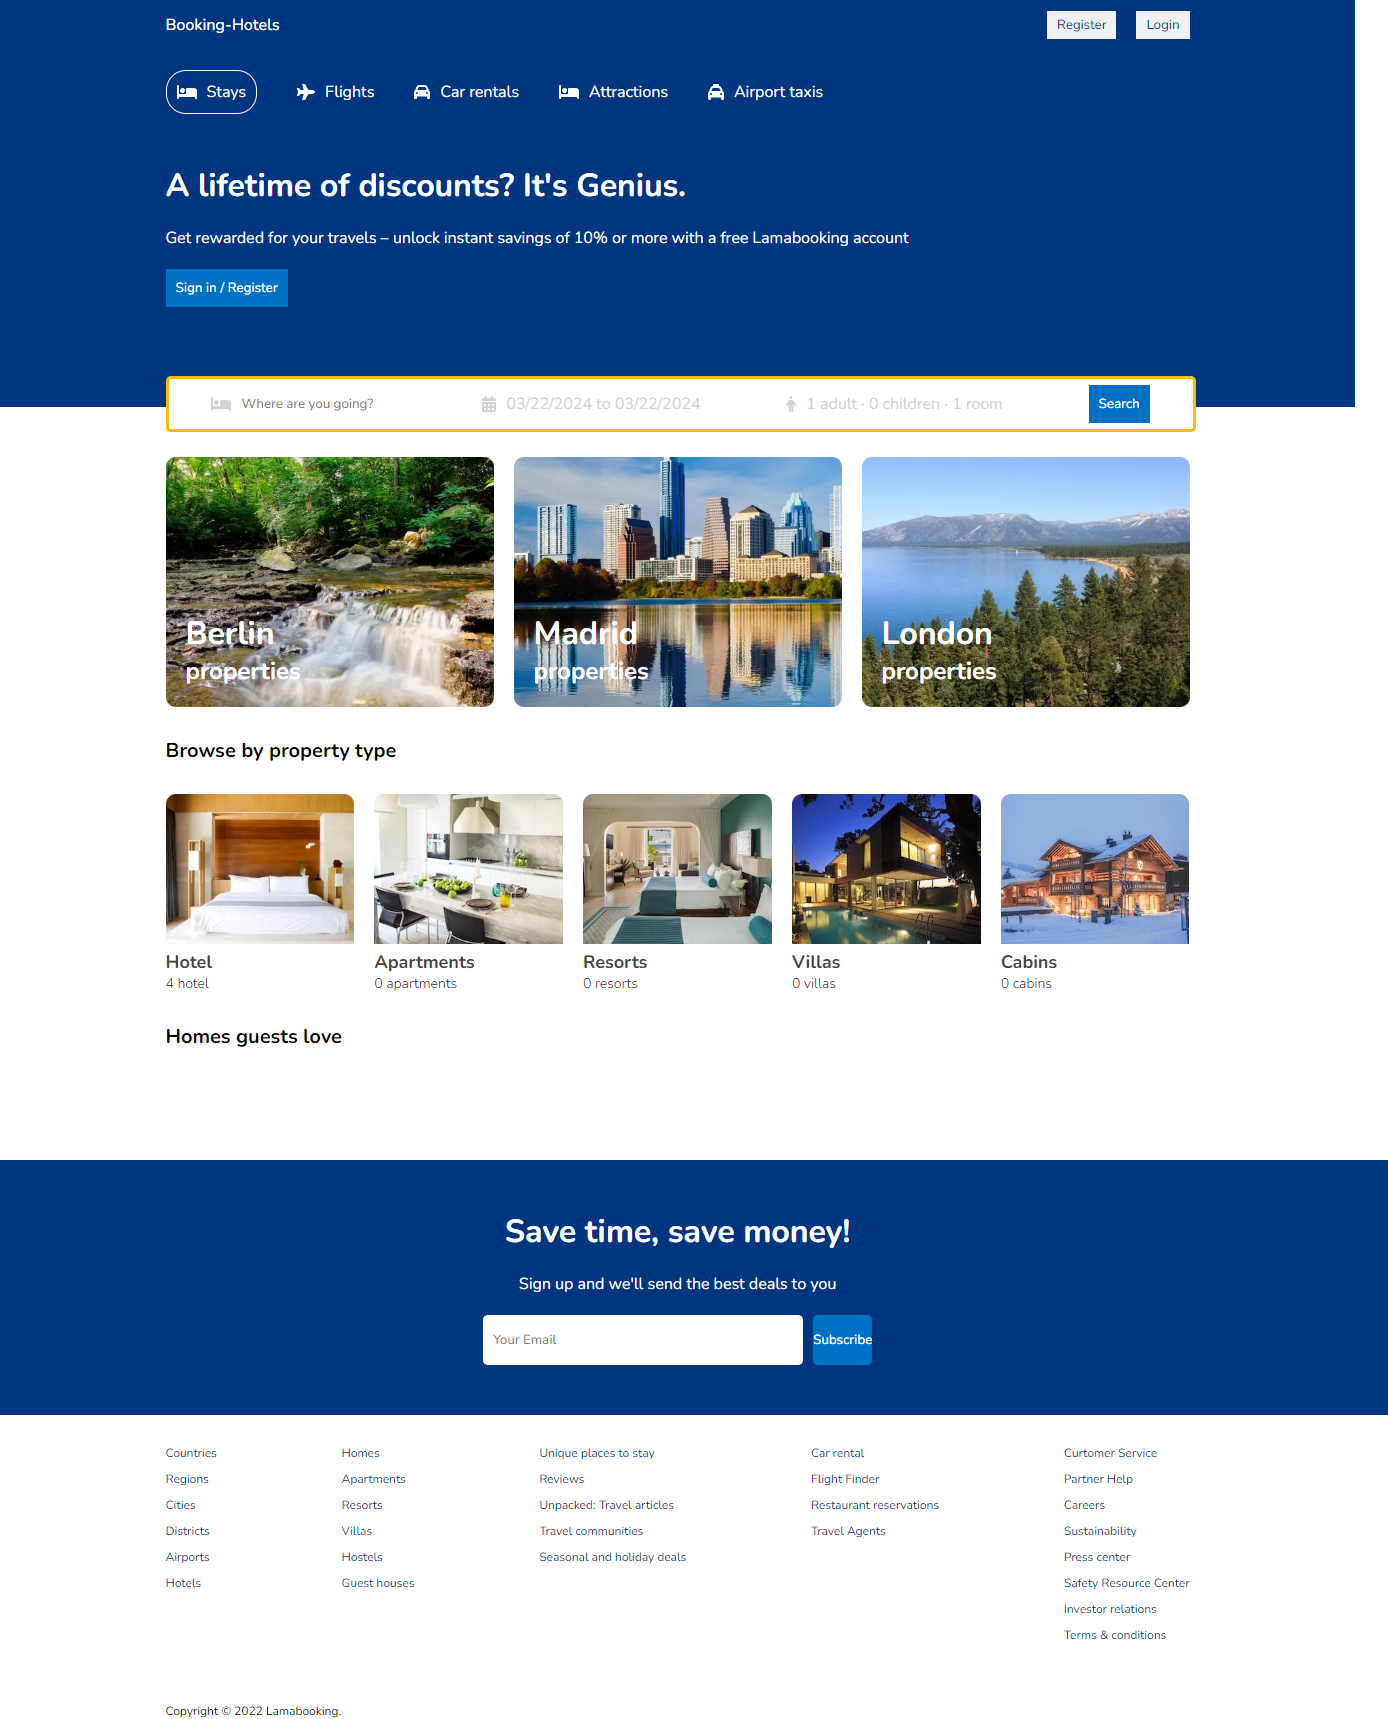 Booking-Hotels
Register
Login
Stays
Flights
Car rentals
Attractions
Airport taxis
A lifetime of discounts? It's Genius.
Get rewarded for your travels – unlock instant savings of 10% or more with a free Lamabooking account
Sign in / Register
Where are you going?
03/22/2024 to 03/22/2024
1 adult · 0 children · 1 room
Search
Berlin
properties
Madrid
properties
London
properties
Browse by property type
Hotel
4 hotel
Apartments
0 apartments
Resorts
0 resorts
Villas
0 villas
Cabins
0 cabins
Homes guests love
Save time, save money!
Sign up and we'll send the best deals to you
Your Email
Subscribe
Countries
Regions
Cities
Districts
Airports
Hotels
Homes
Apartments
Resorts
Villas
Hostels
Guest houses
Unique places to stay
Reviews
Unpacked: Travel articles
Travel communities
Seasonal and holiday deals
Car rental
Flight Finder
Restaurant reservations
Travel Agents
Curtomer Service
Partner Help
Careers
Sustainability
Press center
Safety Resource Center
Investor relations
Terms & conditions
Copyright © 2022 Lamabooking.